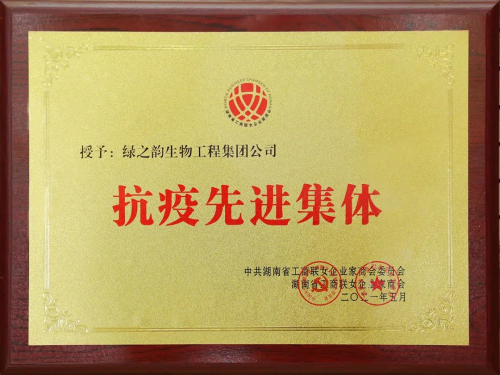 授予：绿之韵生物工程集团公司
抗疫先进集体
中共湖南省工商联女企业家商会委员会
湖南省工商联女企业家商会
二〇二一年五月